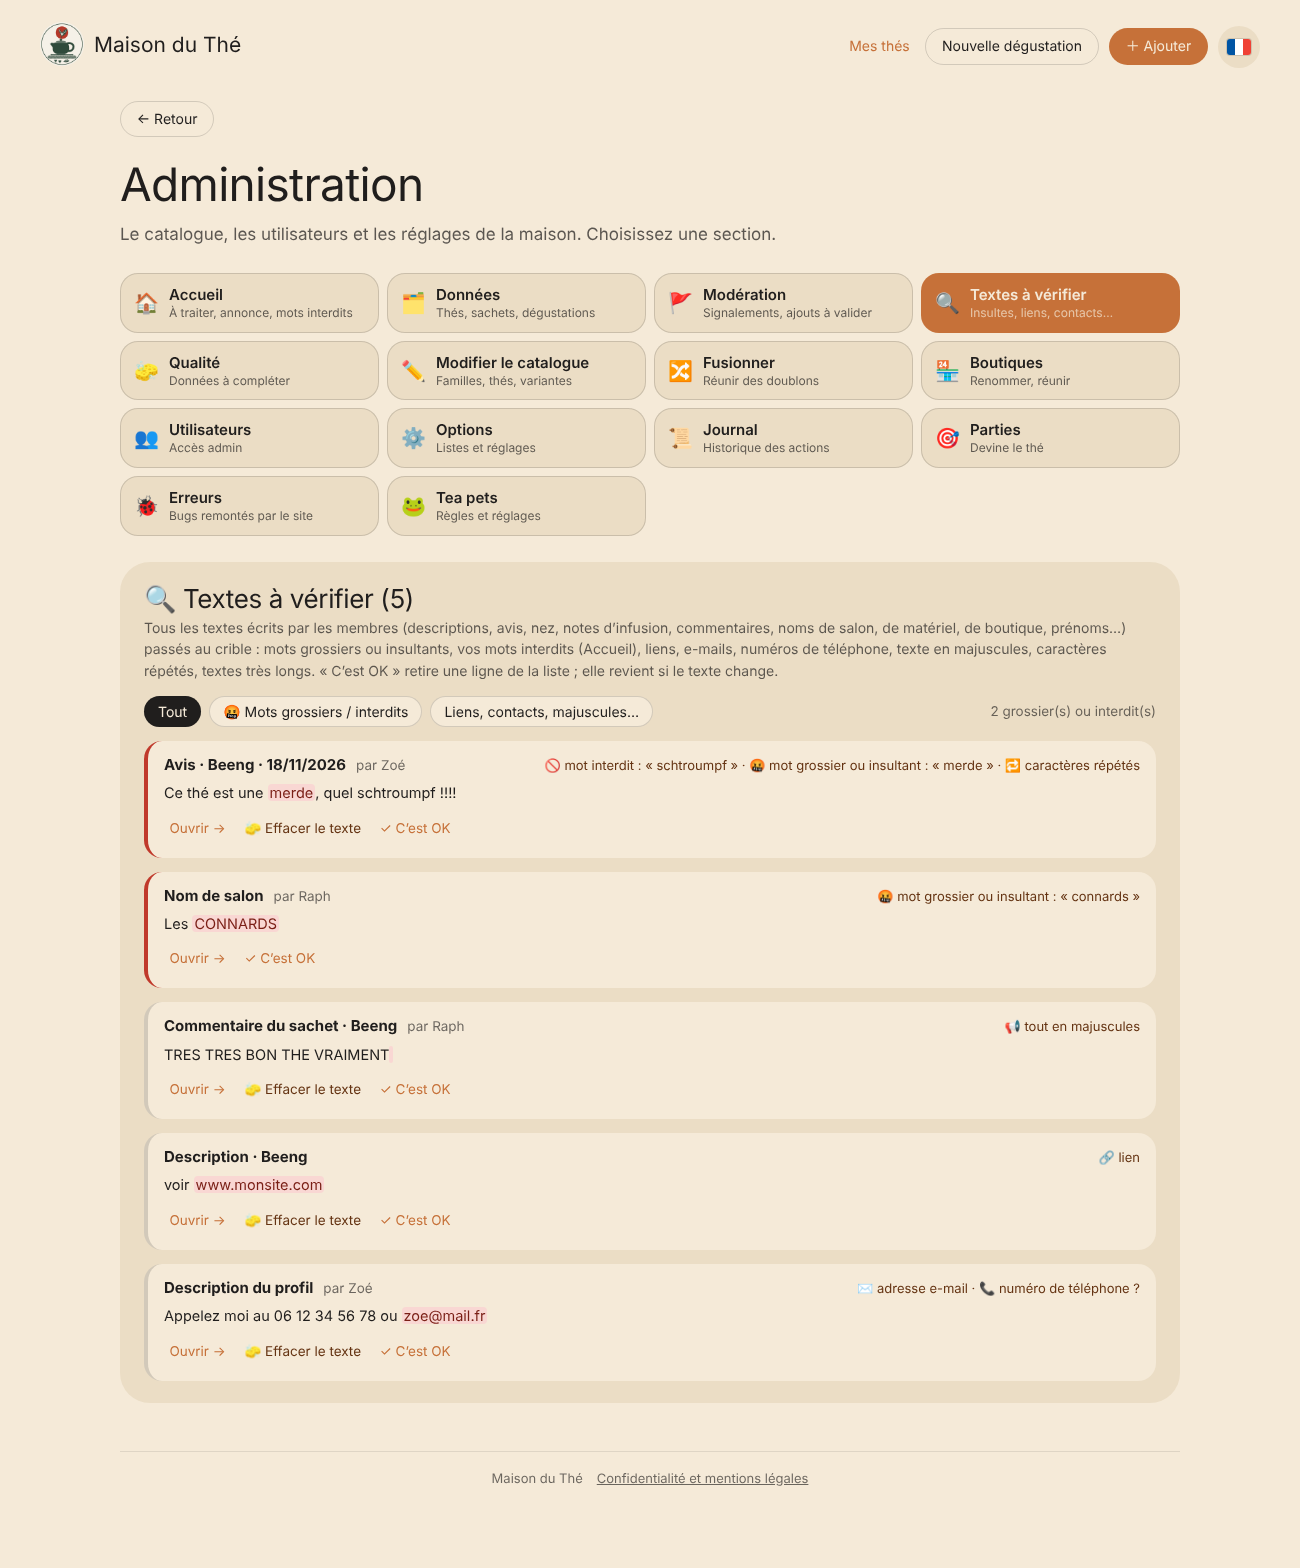 Maison du Thé
Mes thés
Nouvelle dégustation
+ Ajouter
← Retour
Administration
Le catalogue, les utilisateurs et les réglages de la maison. Choisissez une section.
Accueil
À traiter, annonce, mots interdits
Données
Thés, sachets, dégustations
Modération
Signalements, ajouts à valider
Textes à vérifier
Insultes, liens, contacts…
Qualité
Données à compléter
Modifier le catalogue
Familles, thés, variantes
Fusionner
Réunir des doublons
Boutiques
Renommer, réunir
Utilisateurs
Accès admin
Options
Listes et réglages
Journal
Historique des actions
Parties
Devine le thé
Erreurs
Bugs remontés par le site
Tea pets
Règles et réglages
🔍 Textes à vérifier (5)
Tous les textes écrits par les membres (descriptions, avis, nez, notes d’infusion, commentaires, noms de salon, de matériel, de boutique, prénoms…)
passés au crible : mots grossiers ou insultants, vos mots interdits (Accueil), liens, e-mails, numéros de téléphone, texte en majuscules, caractères
répétés, textes très longs. « C’est OK » retire une ligne de la liste ; elle revient si le texte change.
Tout
🤬 Mots grossiers / interdits
Liens, contacts, majuscules…
2 grossier(s) ou interdit(s)
Avis · Beeng · 18/11/2026 par Zoé
🚫 mot interdit : « schtroumpf » · 🤬 mot grossier ou insultant : « merde » · 🔁 caractères répétés
Ce thé est une merde, quel schtroumpf !!!!
Ouvrir → 🧽 Effacer le texte ✓ C’est OK
Nom de salon par Raph
🤬 mot grossier ou insultant : « connards »
Les CONNARDS
Ouvrir → ✓ C’est OK
Commentaire du sachet · Beeng par Raph
📢 tout en majuscules
TRES TRES BON THE VRAIMENT
Ouvrir → 🧽 Effacer le texte ✓ C’est OK
Description · Beeng
🔗 lien
voir www.monsite.com
Ouvrir → 🧽 Effacer le texte ✓ C’est OK
Description du profil par Zoé
✉️ adresse e-mail · 📞 numéro de téléphone ?
Appelez moi au 06 12 34 56 78 ou zoe@mail.fr
Ouvrir → 🧽 Effacer le texte ✓ C’est OK
Maison du Thé Confidentialité et mentions légales